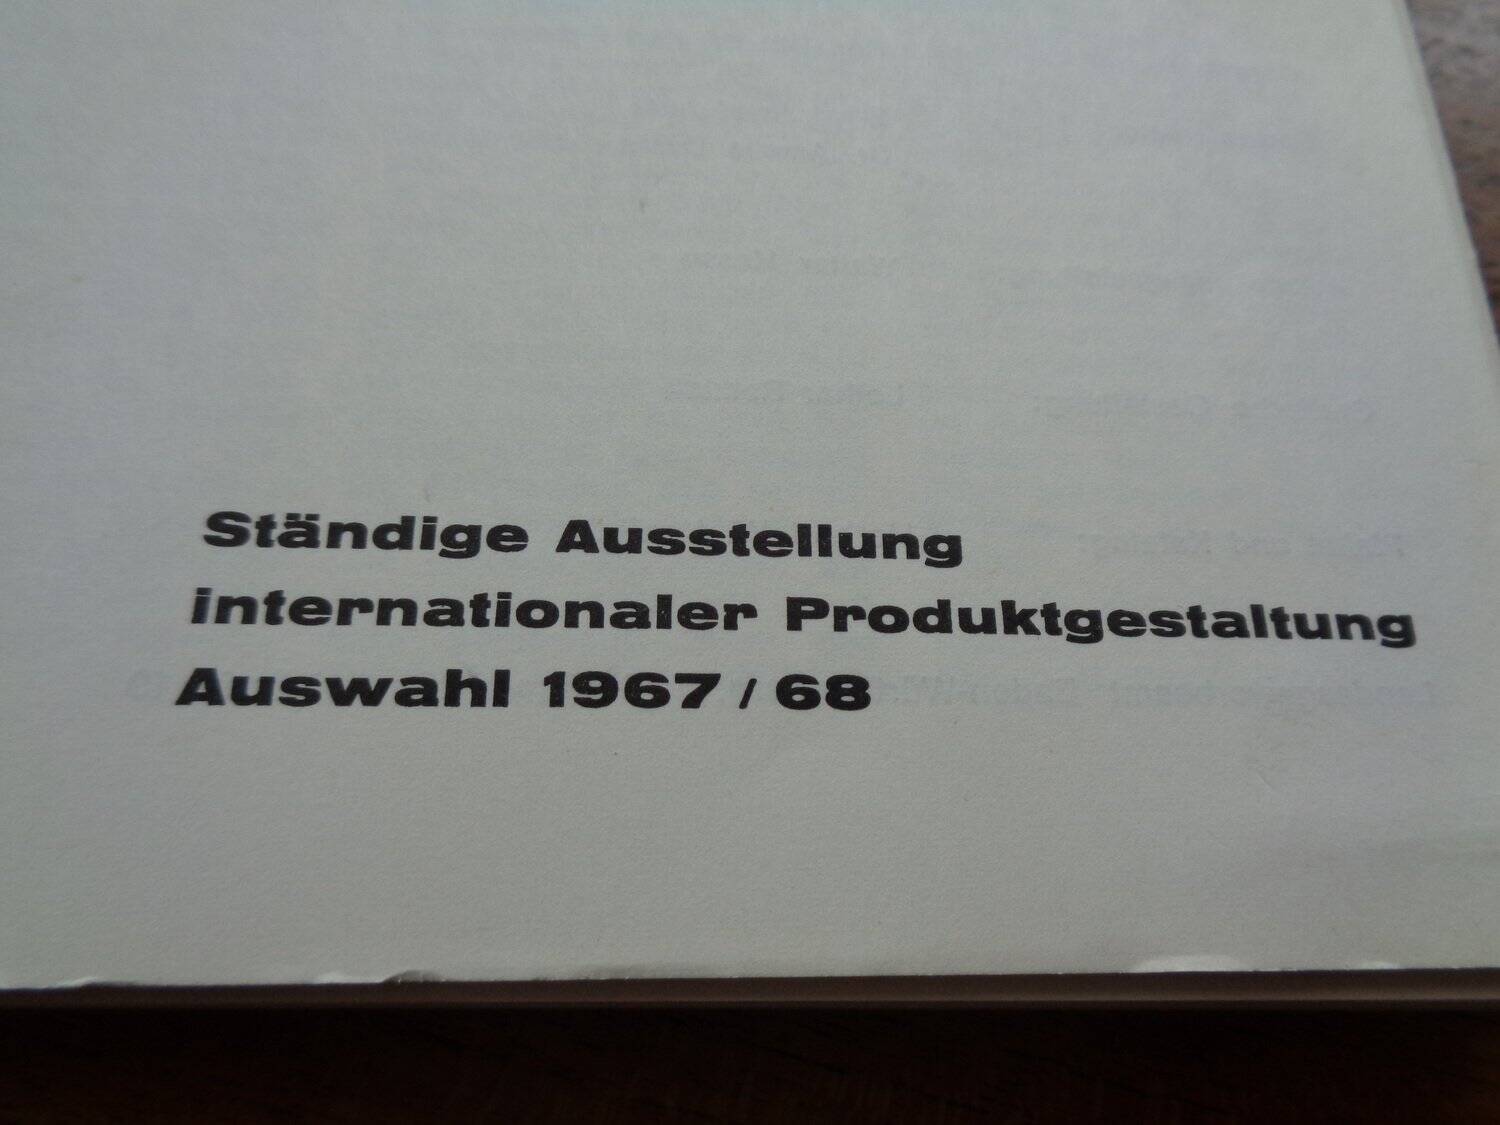 Ständige Ausstellung
internationaler Produktgestaltung
Auswahl 1967 / 68